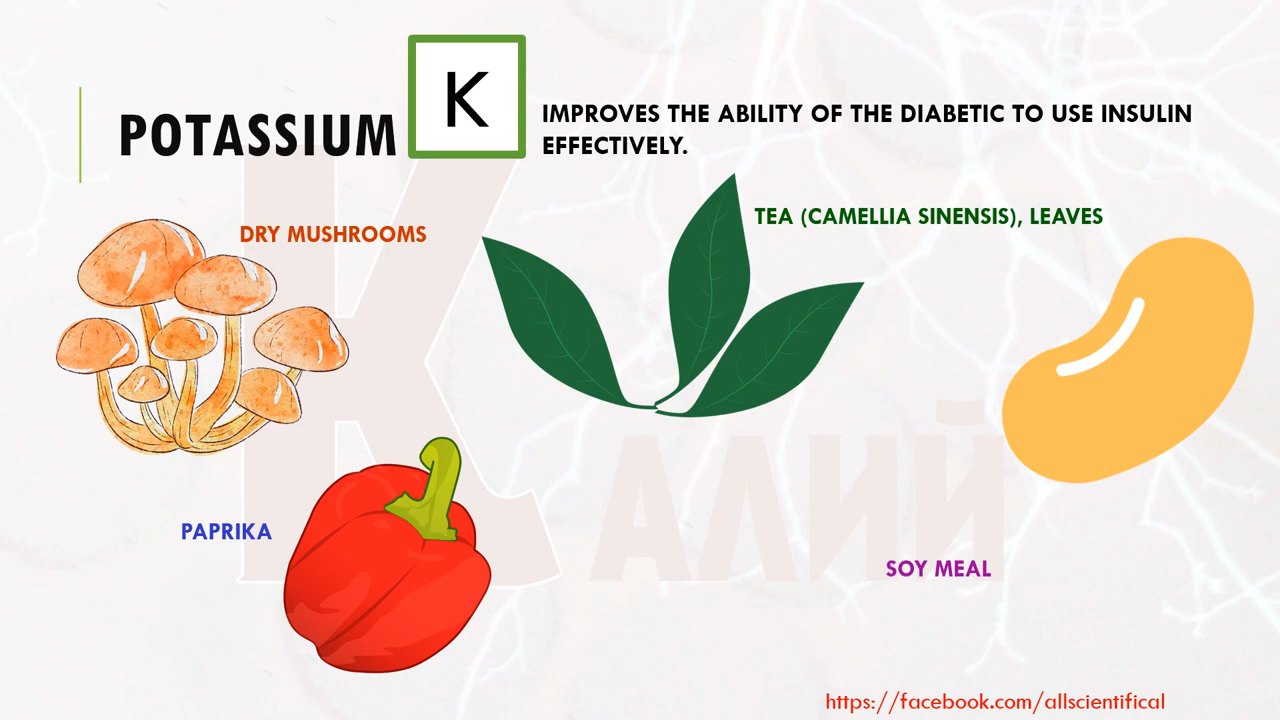 POTASSIUM
K
IMPROVES THE ABILITY OF THE DIABETIC TO USE INSULIN
EFFECTIVELY.
TEA (CAMELLIA SINENSIS), LEAVES
DRY MUSHROOMS
КАЛИЙ
PAPRIKA
SOY MEAL
https://facebook.com/allscientifical